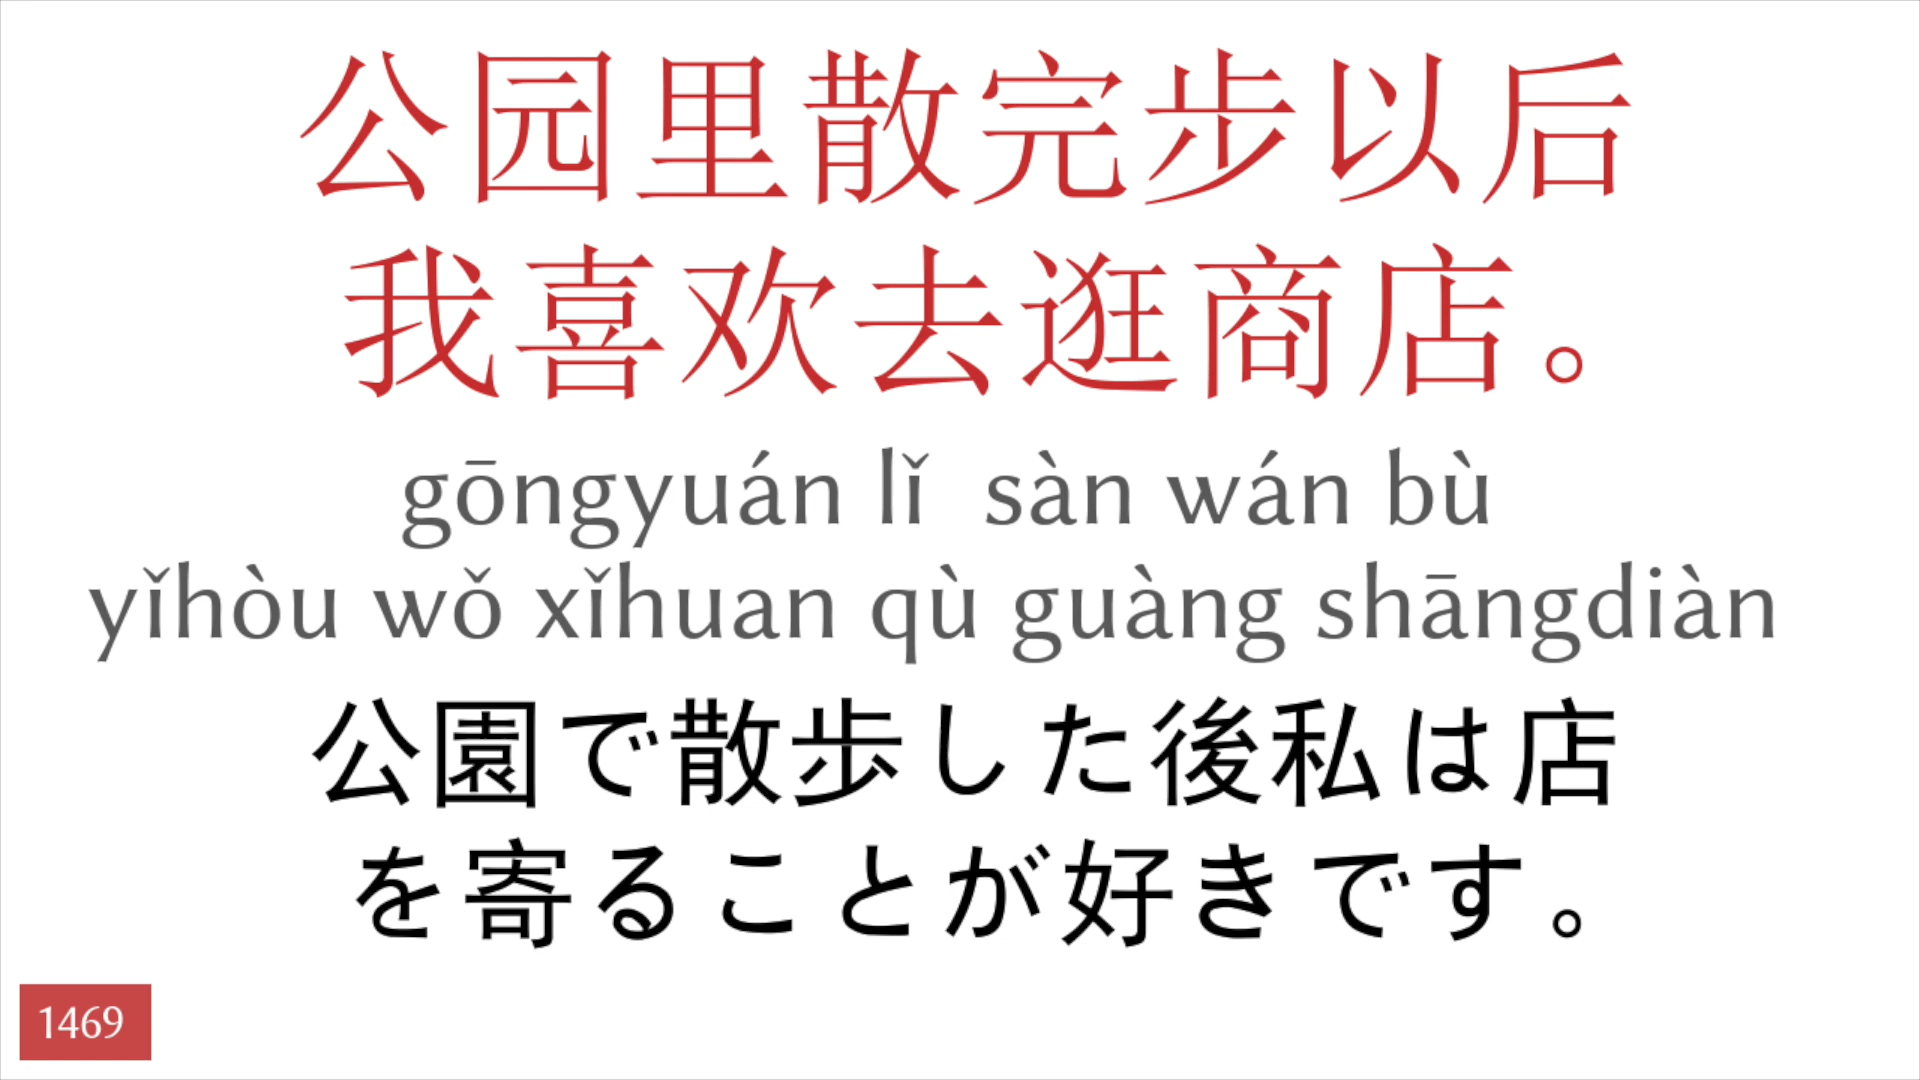 公园里散完步以后
我喜欢去逛商店。
gōngyuán lǐ  sàn wán bù
yǐhòu wǒ xǐhuan qù guàng shāngdiàn
公園で散歩した後私は店
を寄ることが好きです。
1469